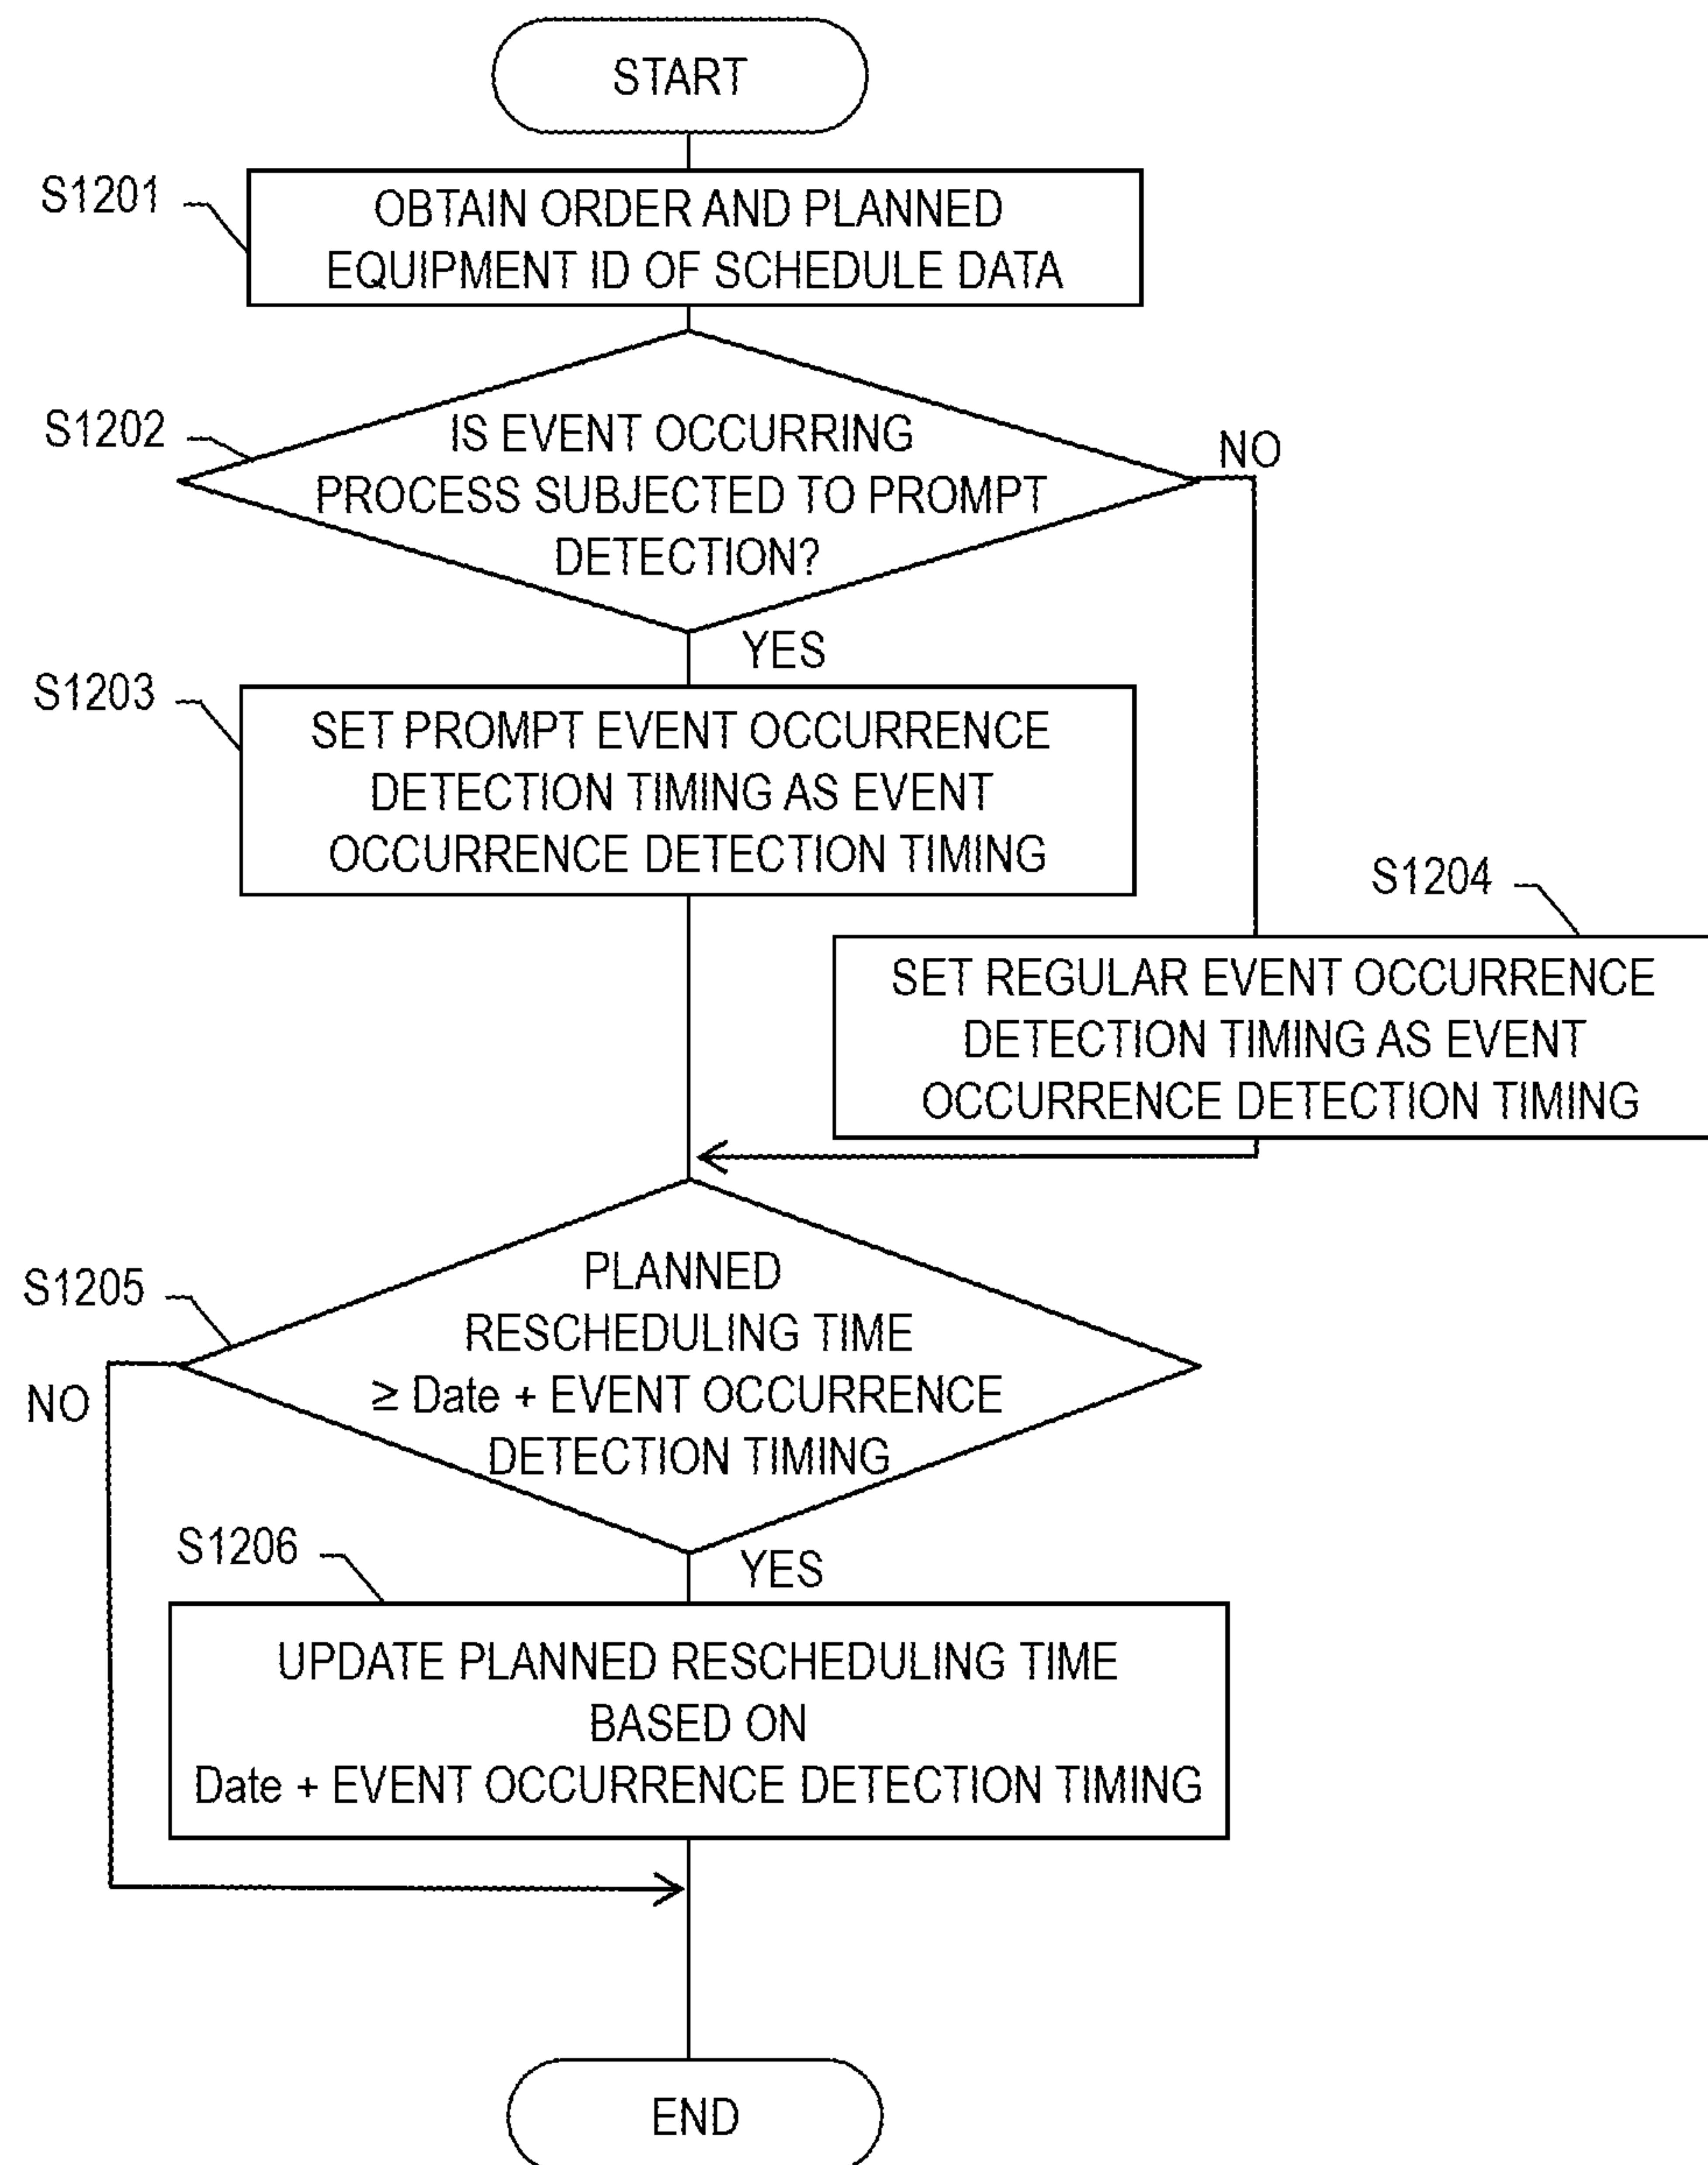 START
S1201
OBTAIN ORDER AND PLANNED
EQUIPMENT ID OF SCHEDULE DATA
S1202
IS EVENT OCCURRING
PROCESS SUBJECTED TO PROMPT
DETECTION?
NO
YES
S1203
SET PROMPT EVENT OCCURRENCE
DETECTION TIMING AS EVENT
OCCURRENCE DETECTION TIMING
S1204
SET REGULAR EVENT OCCURRENCE
DETECTION TIMING AS EVENT
OCCURRENCE DETECTION TIMING
S1205
PLANNED
RESCHEDULING TIME
≥ Date + EVENT OCCURRENCE
DETECTION TIMING
NO
YES
S1206
UPDATE PLANNED RESCHEDULING TIME
BASED ON
Date + EVENT OCCURRENCE DETECTION TIMING
END